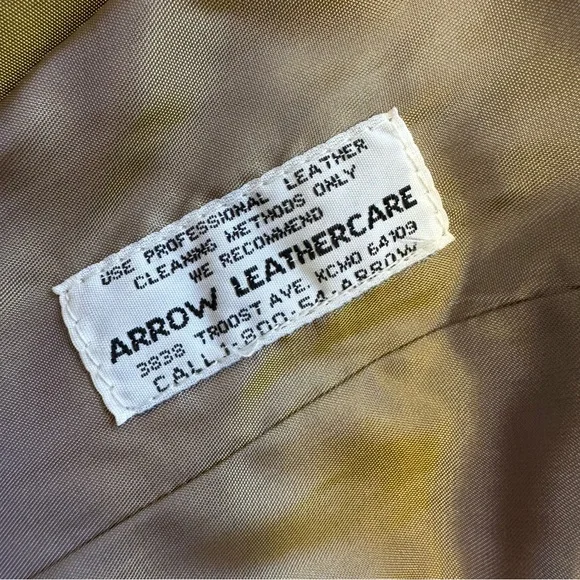 USE PROFESSIONAL LEATHER
CLEANING METHODS ONLY
WE RECOMMEND
ARROW LEATHERCARE
3838 TROOST AVE. KCMO 64109
CALL 1-800-54-ARROW